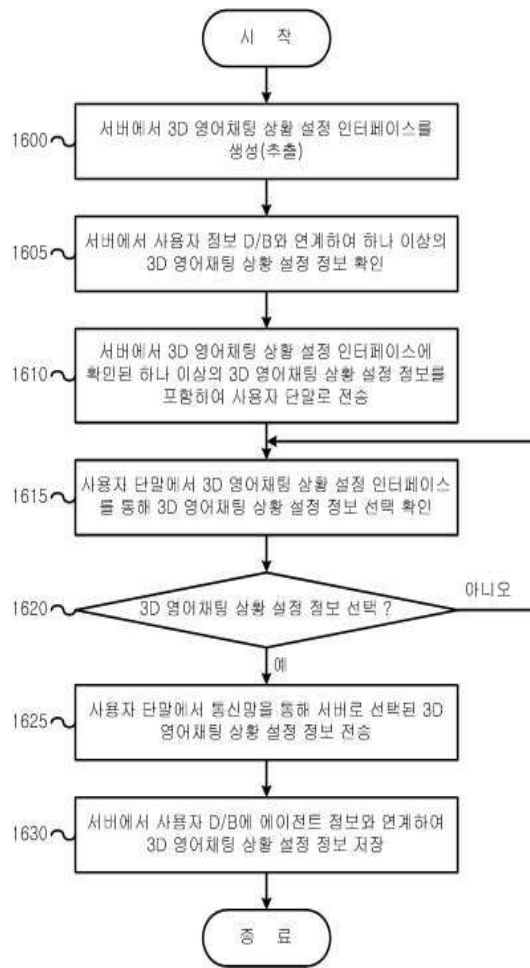 시 작
1600
서버에서 3D 영어채팅 상황 설정 인터페이스를
생성(추출)
1605
서버에서 사용자 정보 D/B와 연계하여 하나 이상의
3D 영어채팅 상황 설정 정보 확인
1610
서버에서 3D 영어채팅 상황 설정 인터페이스에
확인된 하나 이상의 3D 영어채팅 상황 설정 정보를
포함하여 사용자 단말로 전송
1615
사용자 단말에서 3D 영어채팅 상황 설정 인터페이스
를 통해 3D 영어채팅 상황 설정 정보 선택 확인
1620
3D 영어채팅 상황 설정 정보 선택 ?
아니오
예
1625
사용자 단말에서 통신망을 통해 서버로 선택된 3D
영어채팅 상황 설정 정보 전송
1630
서버에서 사용자 D/B에 에이전트 정보와 연계하여
3D 영어채팅 상황 설정 정보 저장
종 료